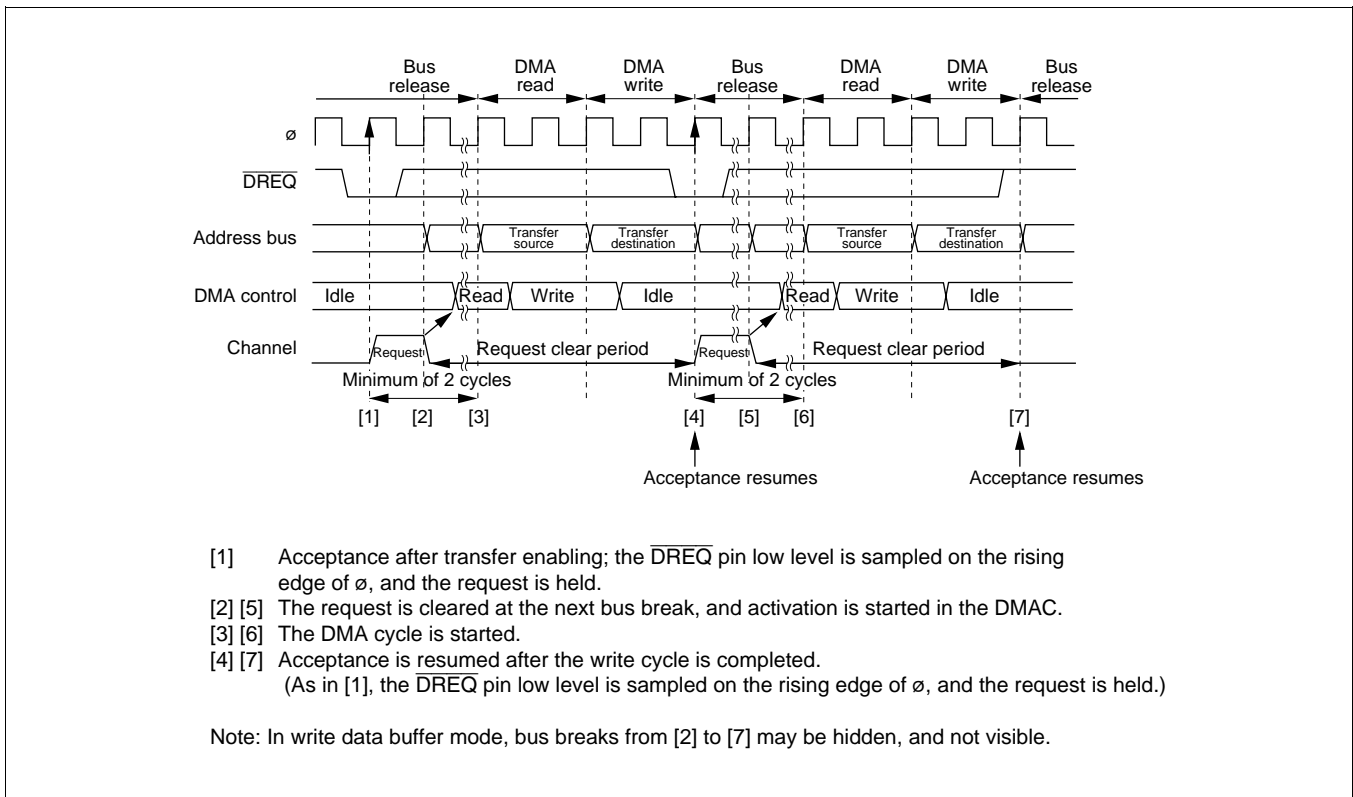 Bus release DMA read DMA write Bus release DMA read DMA write Bus release
ø
DREQ
Address bus Transfer source Transfer destination Transfer source Transfer destination
DMA control Idle Read Write Idle Read Write Idle
Channel Request Request clear period Request Request clear period
Minimum of 2 cycles Minimum of 2 cycles
[1] [2] [3] [4] [5] [6] [7]
Acceptance resumes Acceptance resumes
[1] Acceptance after transfer enabling; the DREQ pin low level is sampled on the rising
edge of ø, and the request is held.
[2] [5] The request is cleared at the next bus break, and activation is started in the DMAC.
[3] [6] The DMA cycle is started.
[4] [7] Acceptance is resumed after the write cycle is completed.
(As in [1], the DREQ pin low level is sampled on the rising edge of ø, and the request is held.)
Note: In write data buffer mode, bus breaks from [2] to [7] may be hidden, and not visible.